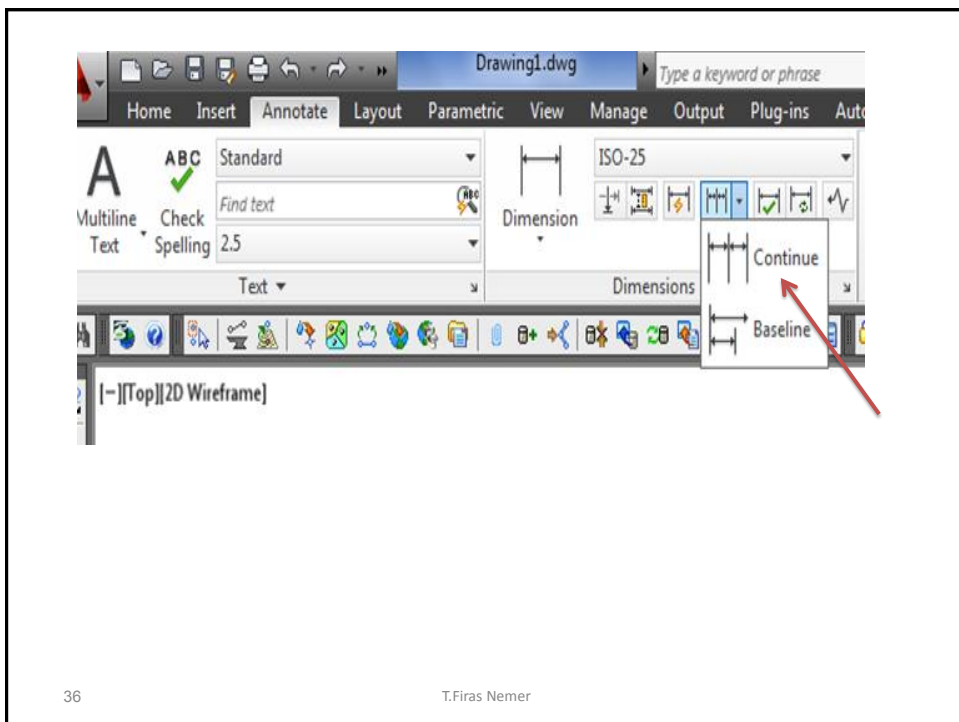 Drawing1.dwg Type a keyword or phrase
Home Insert Annotate Layout Parametric View Manage Output Plug-ins
A ABC Standard ISO-25
Find text
Multiline Check Dimension
Text Spelling 2.5
Continue
Text Dimensions
Baseline
[−][Top][2D Wireframe]
36 T.Firas Nemer